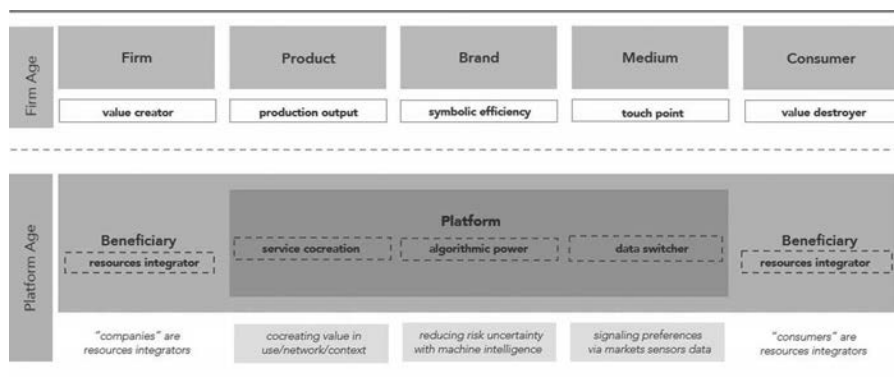 Firm Age
Firm
Product
Brand
Medium
Consumer
value creator
production output
symbolic efficiency
touch point
value destroyer
Platform Age
Platform
Beneficiary
Beneficiary
resources integrator
service cocreation
algorithmic power
data switcher
resources integrator
"companies" are
resources integrators
cocreating value in
use/network/context
reducing risk uncertainty
with machine intelligence
signaling preferences
via markets sensors data
"consumers" are
resources integrators